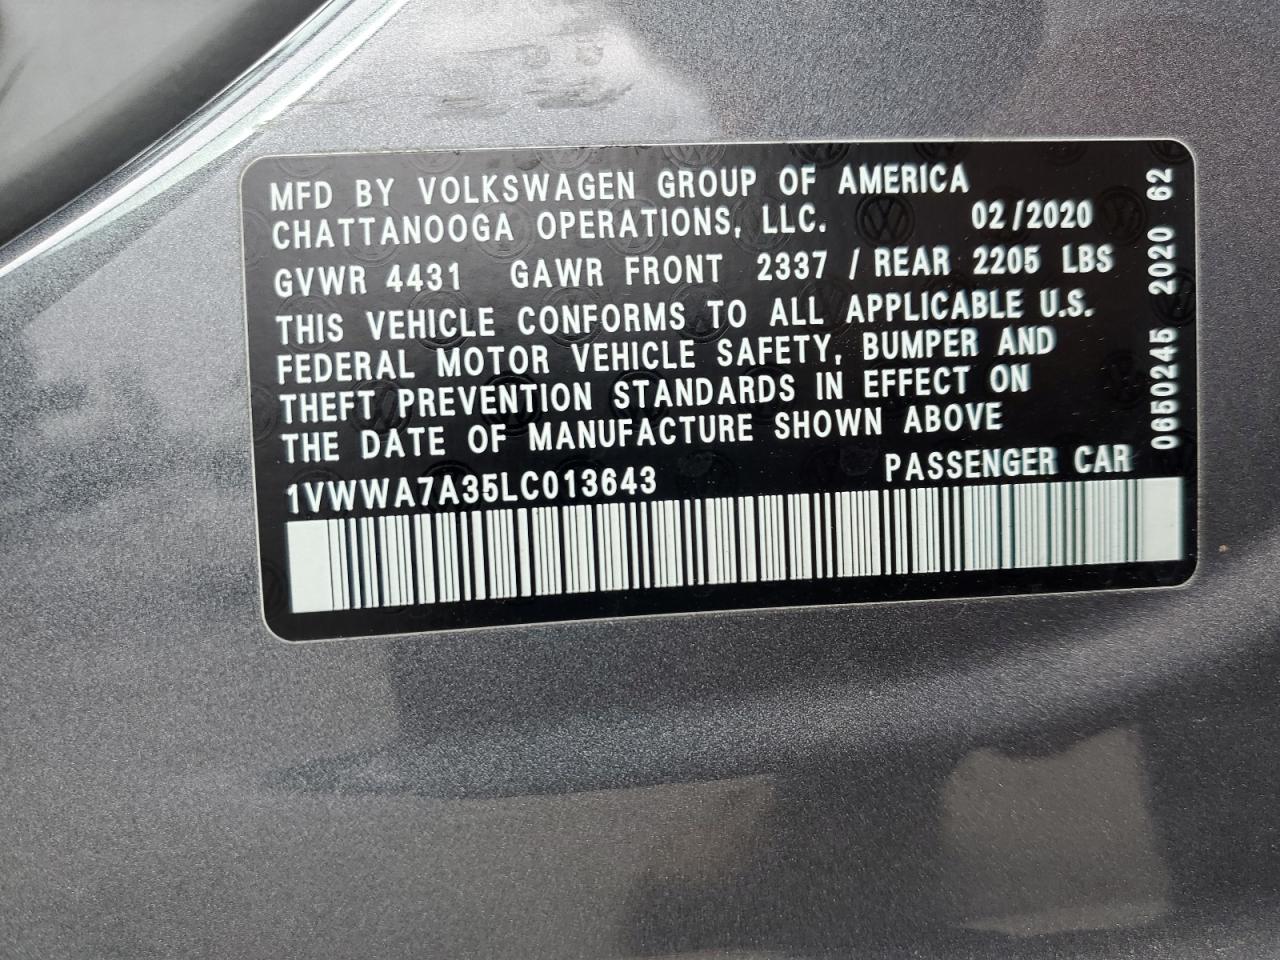 MFD BY VOLKSWAGEN GROUP OF AMERICA
CHATTANOOGA OPERATIONS, LLC. 02/2020
GVWR 4431 GAWR FRONT 2337 / REAR 2205 LBS
THIS VEHICLE CONFORMS TO ALL APPLICABLE U.S.
FEDERAL MOTOR VEHICLE SAFETY, BUMPER AND
THEFT PREVENTION STANDARDS IN EFFECT ON
THE DATE OF MANUFACTURE SHOWN ABOVE
1VWWA7A35LC013643 PASSENGER CAR
0650245 2020 62